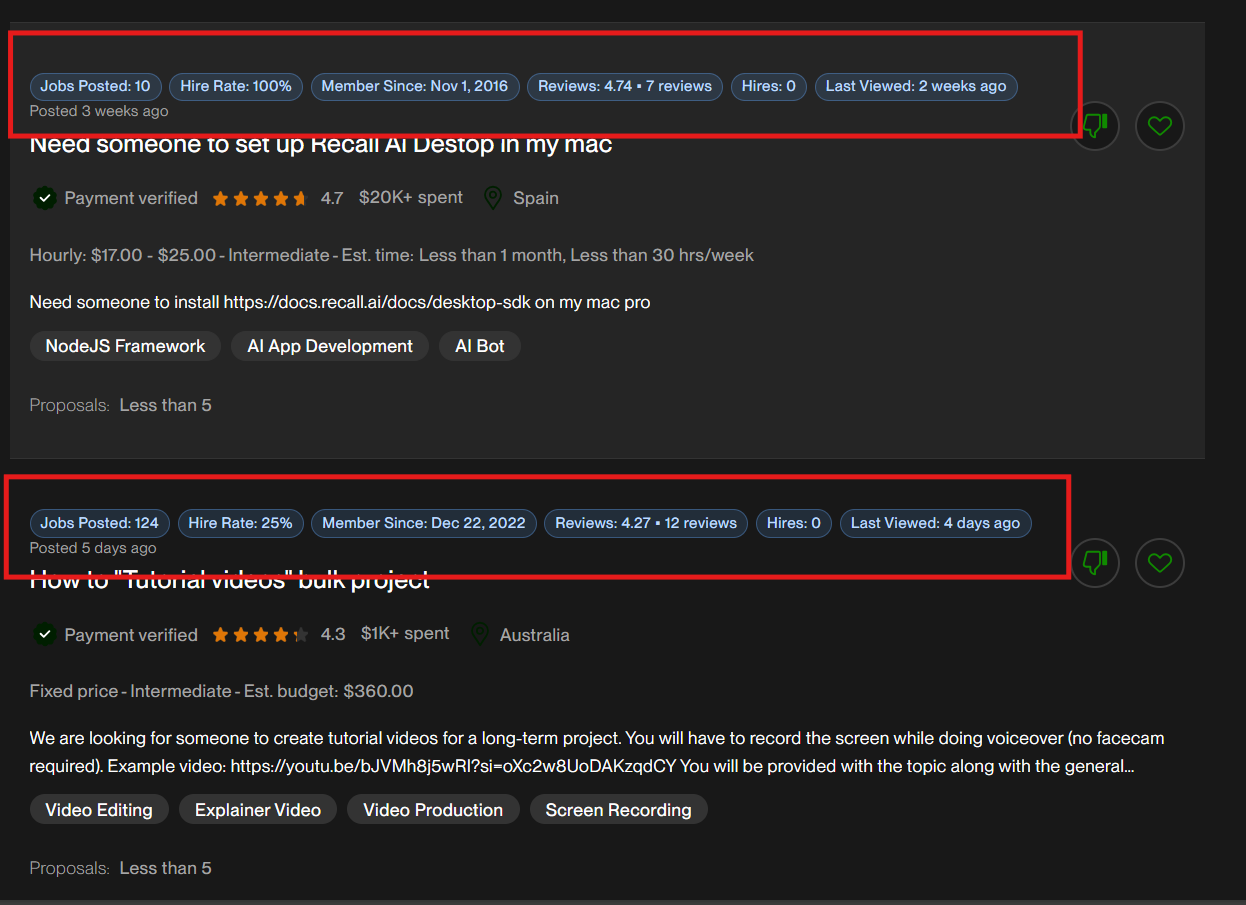 Jobs Posted: 10 Hire Rate: 100% Member Since: Nov 1, 2016 Reviews: 4.74 • 7 reviews Hires: 0 Last Viewed: 2 weeks ago
Posted 3 weeks ago
Need someone to set up Recall Ai Destop in my mac
Payment verified 4.7 $20K+ spent Spain
Hourly: $17.00 - $25.00 - Intermediate - Est. time: Less than 1 month, Less than 30 hrs/week
Need someone to install https://docs.recall.ai/docs/desktop-sdk on my mac pro
NodeJS Framework AI App Development AI Bot
Proposals: Less than 5
Jobs Posted: 124 Hire Rate: 25% Member Since: Dec 22, 2022 Reviews: 4.27 • 12 reviews Hires: 0 Last Viewed: 4 days ago
Posted 5 days ago
How to "Tutorial videos" bulk project
Payment verified 4.3 $1K+ spent Australia
Fixed price - Intermediate - Est. budget: $360.00
We are looking for someone to create tutorial videos for a long-term project. You will have to record the screen while doing voiceover (no facecam
required). Example video: https://youtu.be/bJVMh8j5wRI?si=oXc2w8UoDAKzqdCY You will be provided with the topic along with the general...
Video Editing Explainer Video Video Production Screen Recording
Proposals: Less than 5